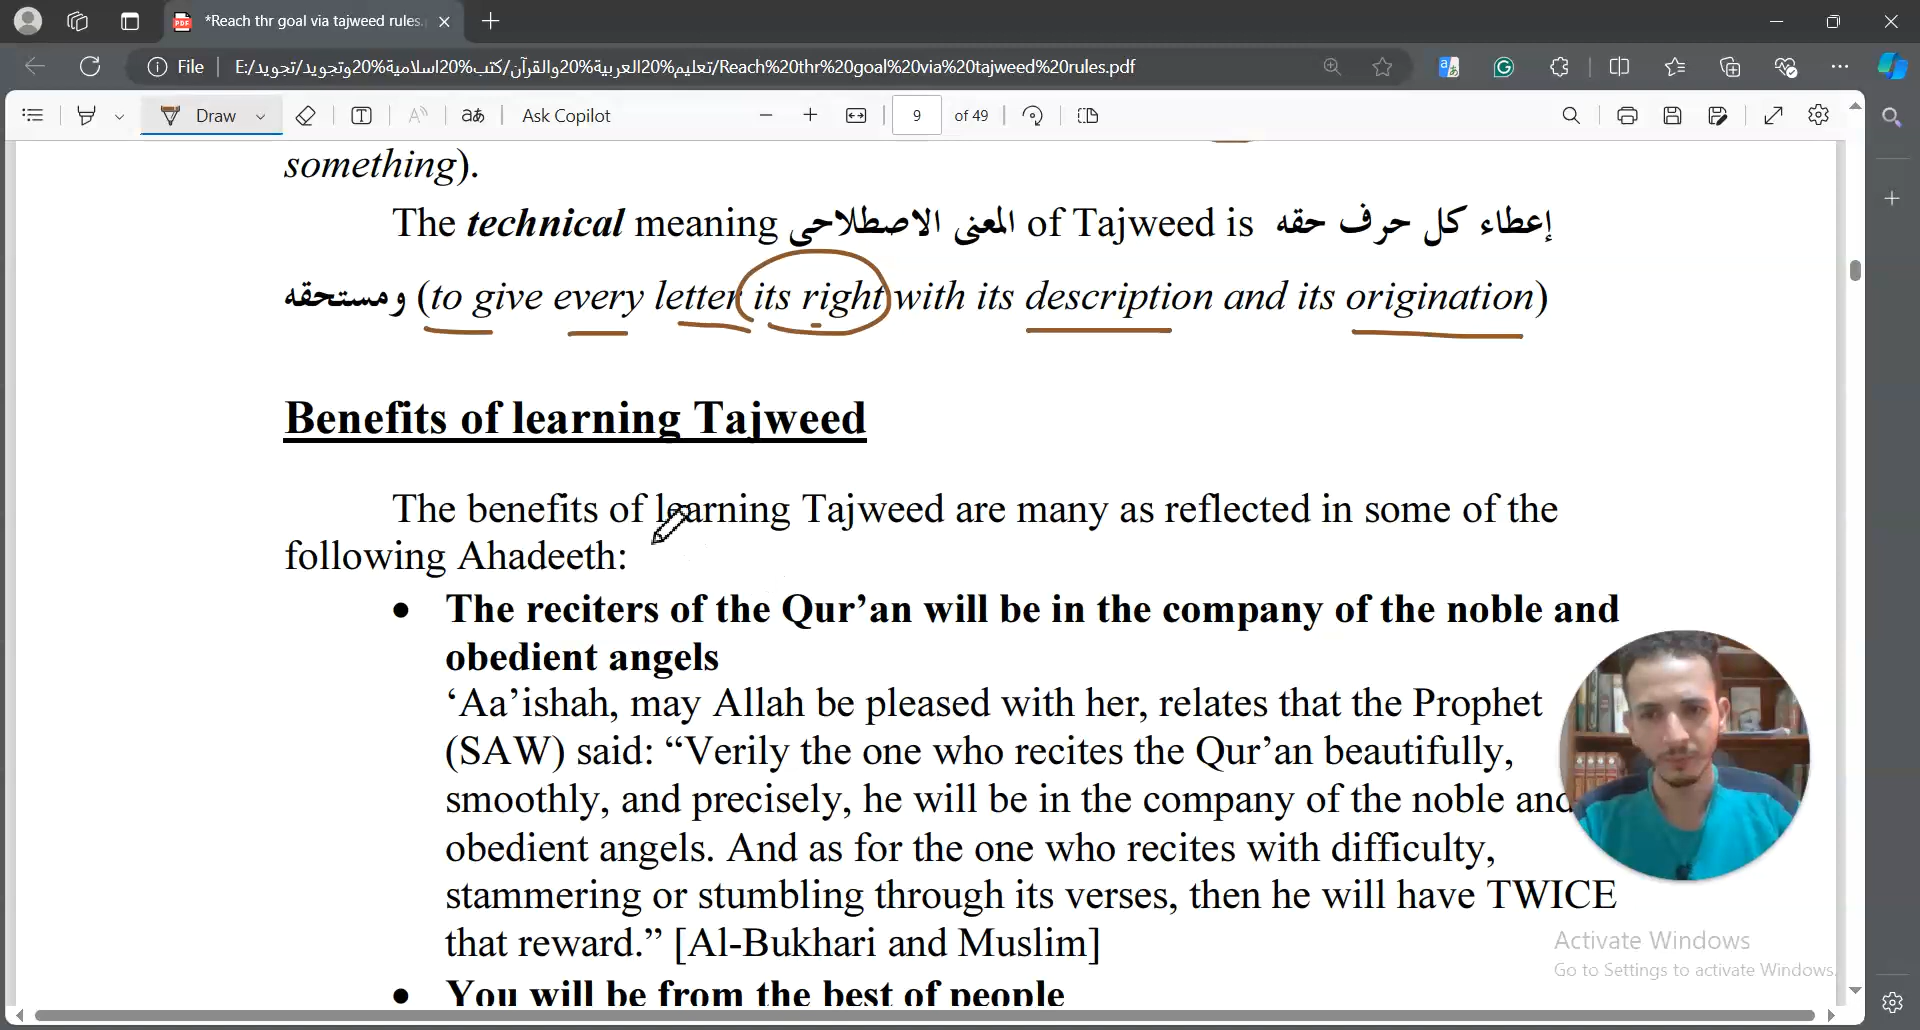 *Reach thr goal via tajweed rules.
File
E:/تعليم%20العربية%20والقرآن/كتب%20اسلامية%20وتجويد/تجويد/Reach%20thr%20goal%20via%20tajweed%20rules.pdf
Draw
T
aあ
Ask Copilot
9 of 49
something).
The technical meaning المعنى الاصطلاحى of Tajweed is إعطاء كل حرف حقه
ومستحقه (to give every letter its right with its description and its origination)
Benefits of learning Tajweed
The benefits of learning Tajweed are many as reflected in some of the
following Ahadeeth:
• The reciters of the Qur’an will be in the company of the noble and
obedient angels
‘Aa’ishah, may Allah be pleased with her, relates that the Prophet
(SAW) said: “Verily the one who recites the Qur’an beautifully,
smoothly, and precisely, he will be in the company of the noble and
obedient angels. And as for the one who recites with difficulty,
stammering or stumbling through its verses, then he will have TWICE
that reward.” [Al-Bukhari and Muslim]
• You will be from the best of people
Activate Windows
Go to Settings to activate Windows.